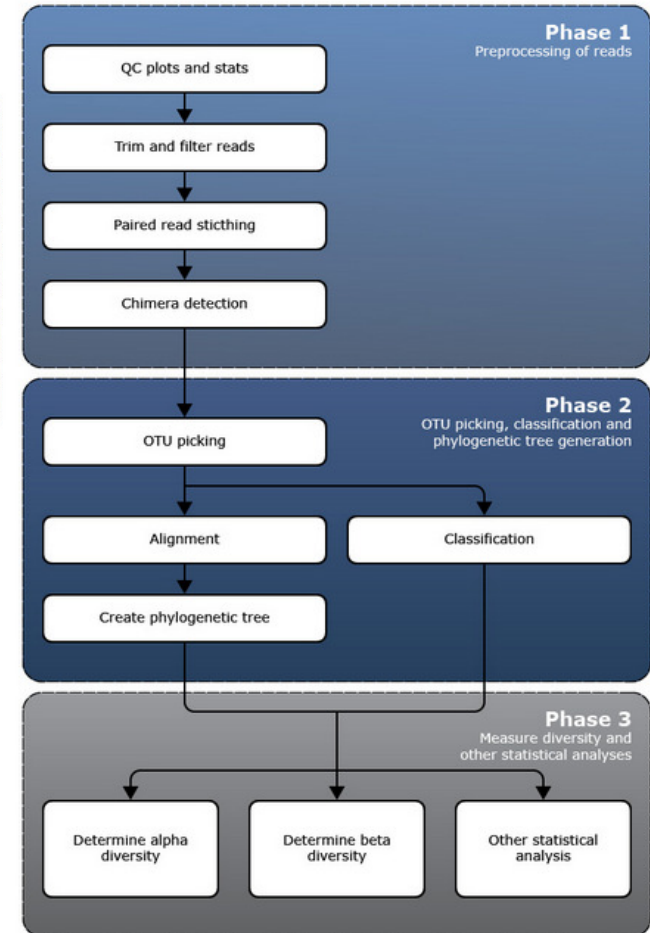 Phase 1
Preprocessing of reads
QC plots and stats
Trim and filter reads
Paired read sticthing
Chimera detection
Phase 2
OTU picking, classification and
phylogenetic tree generation
OTU picking
Alignment
Classification
Create phylogenetic tree
Phase 3
Measure diversity and
other statistical analyses
Determine alpha
diversity
Determine beta
diversity
Other statistical
analysis